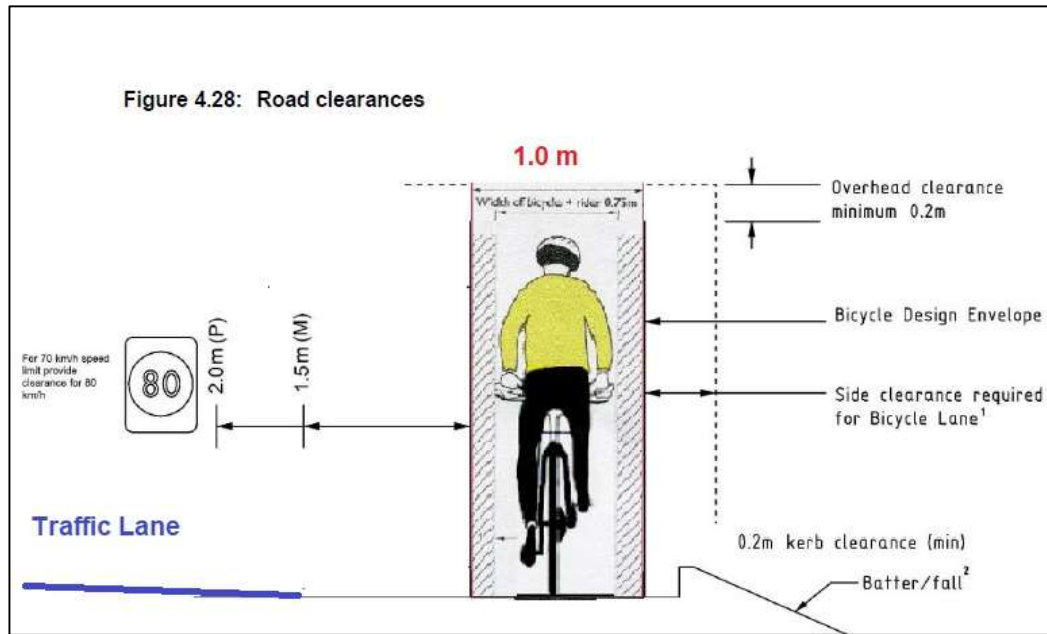 Figure 4.28: Road clearances
1.0 m
Width of bicycle + rider 0.75m
Overhead clearance
minimum 0.2m
Bicycle Design Envelope
For 70 km/h speed
limit provide
clearance for 80
km/h
80
2.0m (P)
1.5m (M)
Side clearance required
for Bicycle Lane¹
Traffic Lane
0.2m kerb clearance (min)
Batter/fall²